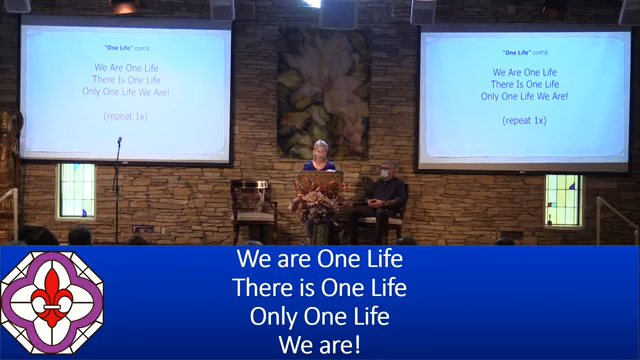 "One Life" cont'd
We Are One Life
There Is One Life
Only One Life We Are!
(repeat 1x)
"One Life" cont'd
We Are One Life
There Is One Life
Only One Life We Are!
(repeat 1x)
We are One Life
There is One Life
Only One Life
We are!